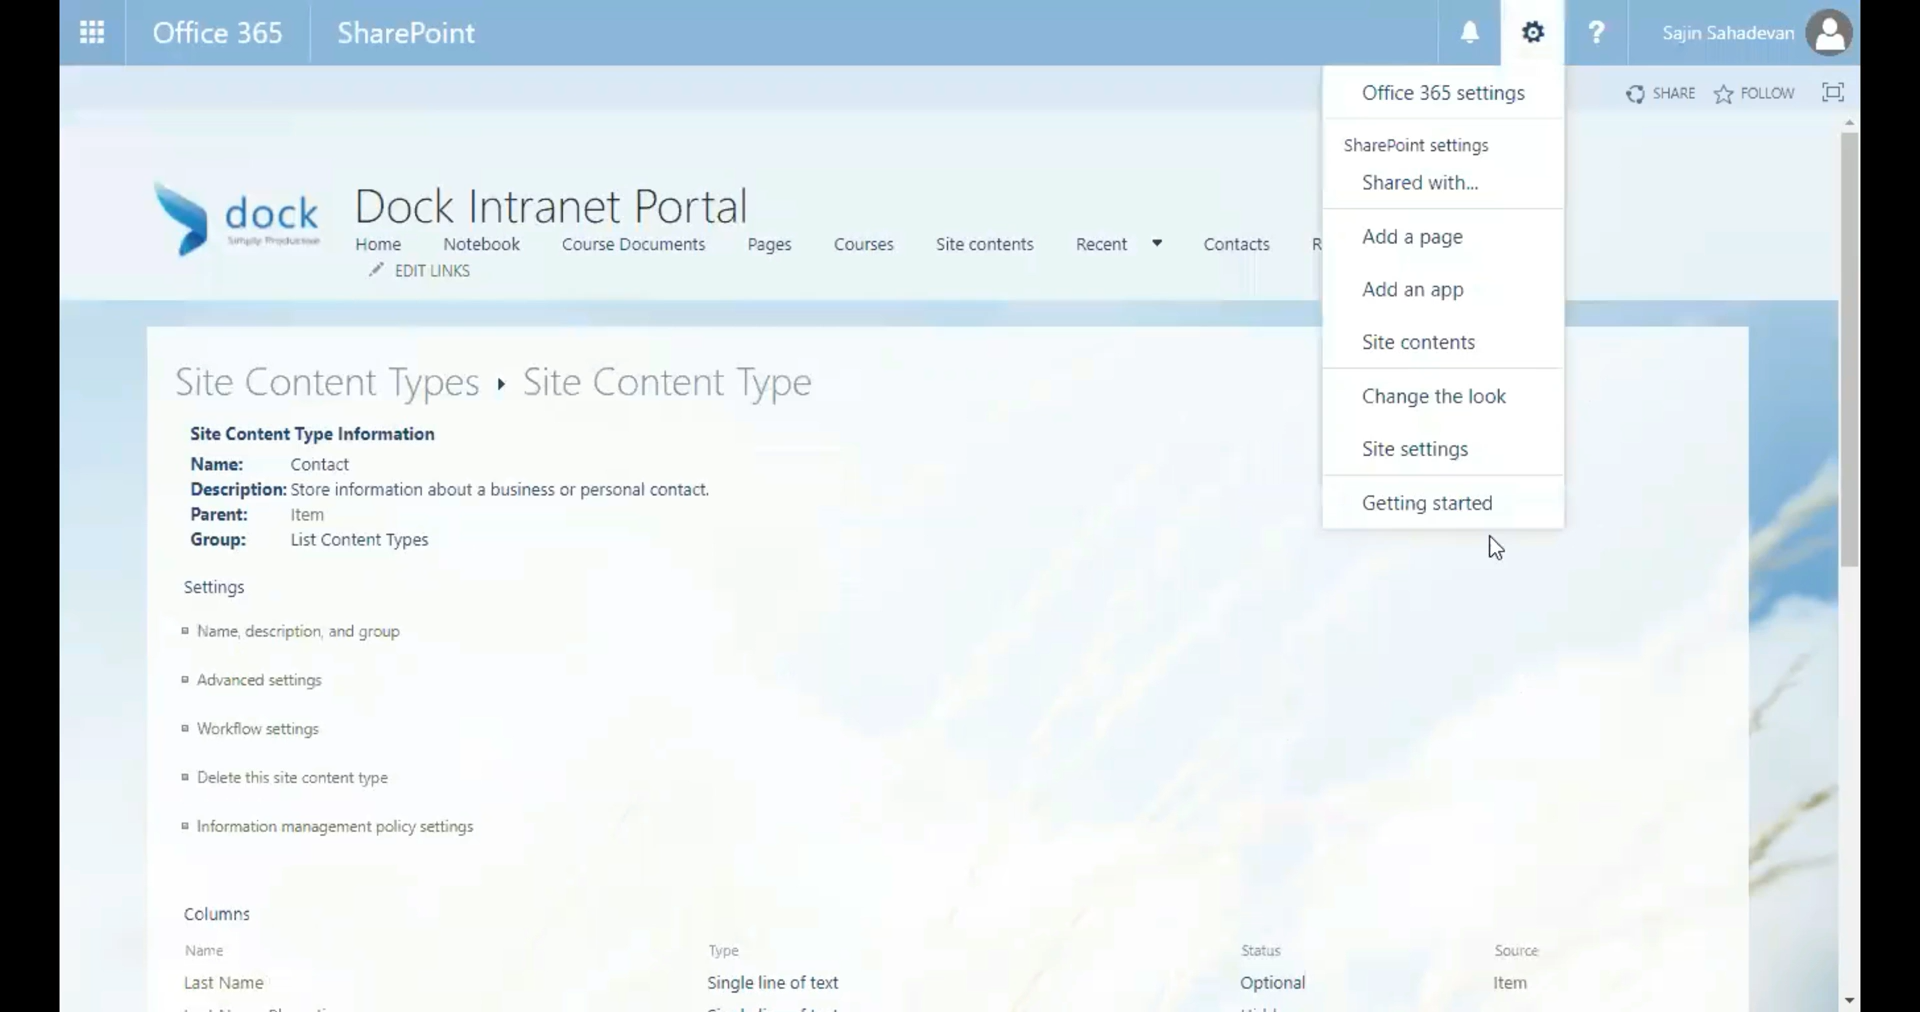 Office 365
SharePoint
?
Sajin Sahadevan
SHARE
FOLLOW
Office 365 settings
SharePoint settings
Shared with...
Add a page
Add an app
Site contents
Change the look
Site settings
Getting started
dock
Simply Productive
Dock Intranet Portal
Home Notebook Course Documents Pages Courses Site contents Recent Contacts R
EDIT LINKS
Site Content Types Site Content Type
Site Content Type Information
Name: Contact
Description: Store information about a business or personal contact.
Parent: Item
Group: List Content Types
Settings
Name, description, and group
Advanced settings
Workflow settings
Delete this site content type
Information management policy settings
Columns
Name Type Status Source
Last Name Single line of text Optional Item